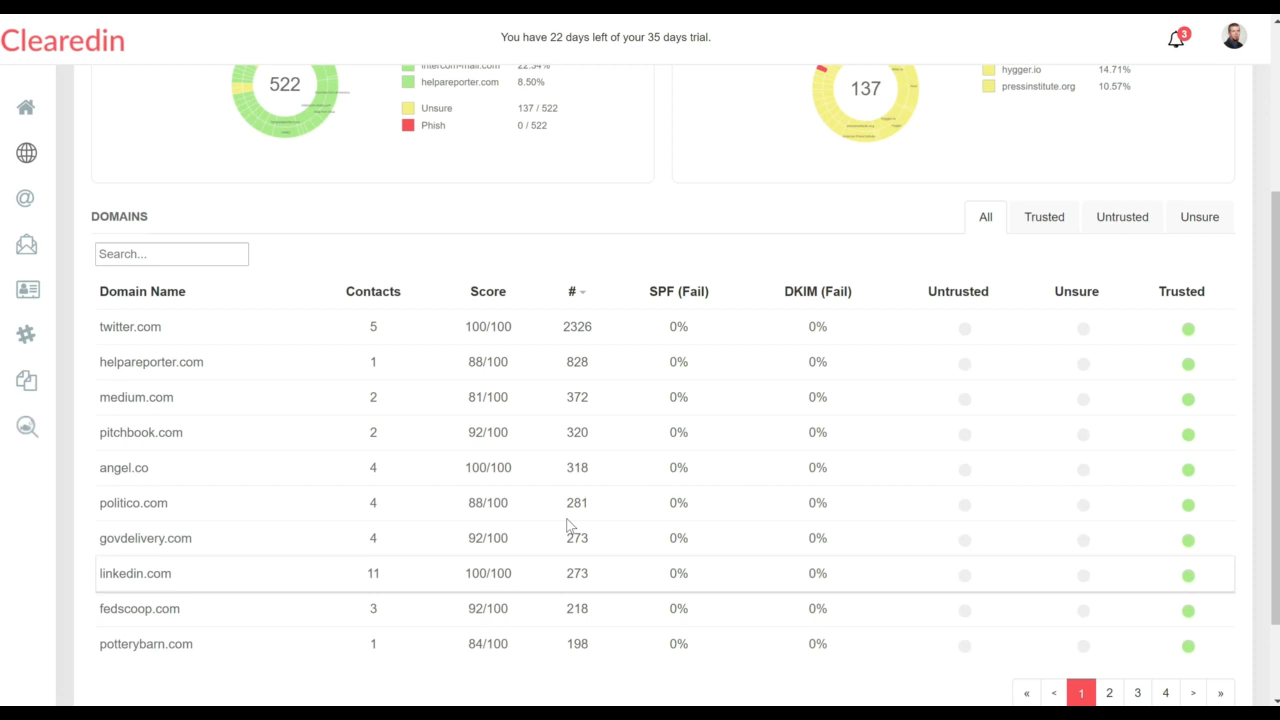 Clearedin
You have 22 days left of your 35 days trial.
3
522
intercom-mail.com 22.34%
helpareporter.com 8.50%
Unsure 137 / 522
Phish 0 / 522
137
hygger.io 14.71%
pressinstitute.org 10.57%
DOMAINS
All Trusted Untrusted Unsure
Search...
Domain Name Contacts Score # SPF (Fail) DKIM (Fail) Untrusted Unsure Trusted
twitter.com 5 100/100 2326 0% 0%
helpareporter.com 1 88/100 828 0% 0%
medium.com 2 81/100 372 0% 0%
pitchbook.com 2 92/100 320 0% 0%
angel.co 4 100/100 318 0% 0%
politico.com 4 88/100 281 0% 0%
govdelivery.com 4 92/100 273 0% 0%
linkedin.com 11 100/100 273 0% 0%
fedscoop.com 3 92/100 218 0% 0%
potterybarn.com 1 84/100 198 0% 0%
« < 1 2 3 4 > »